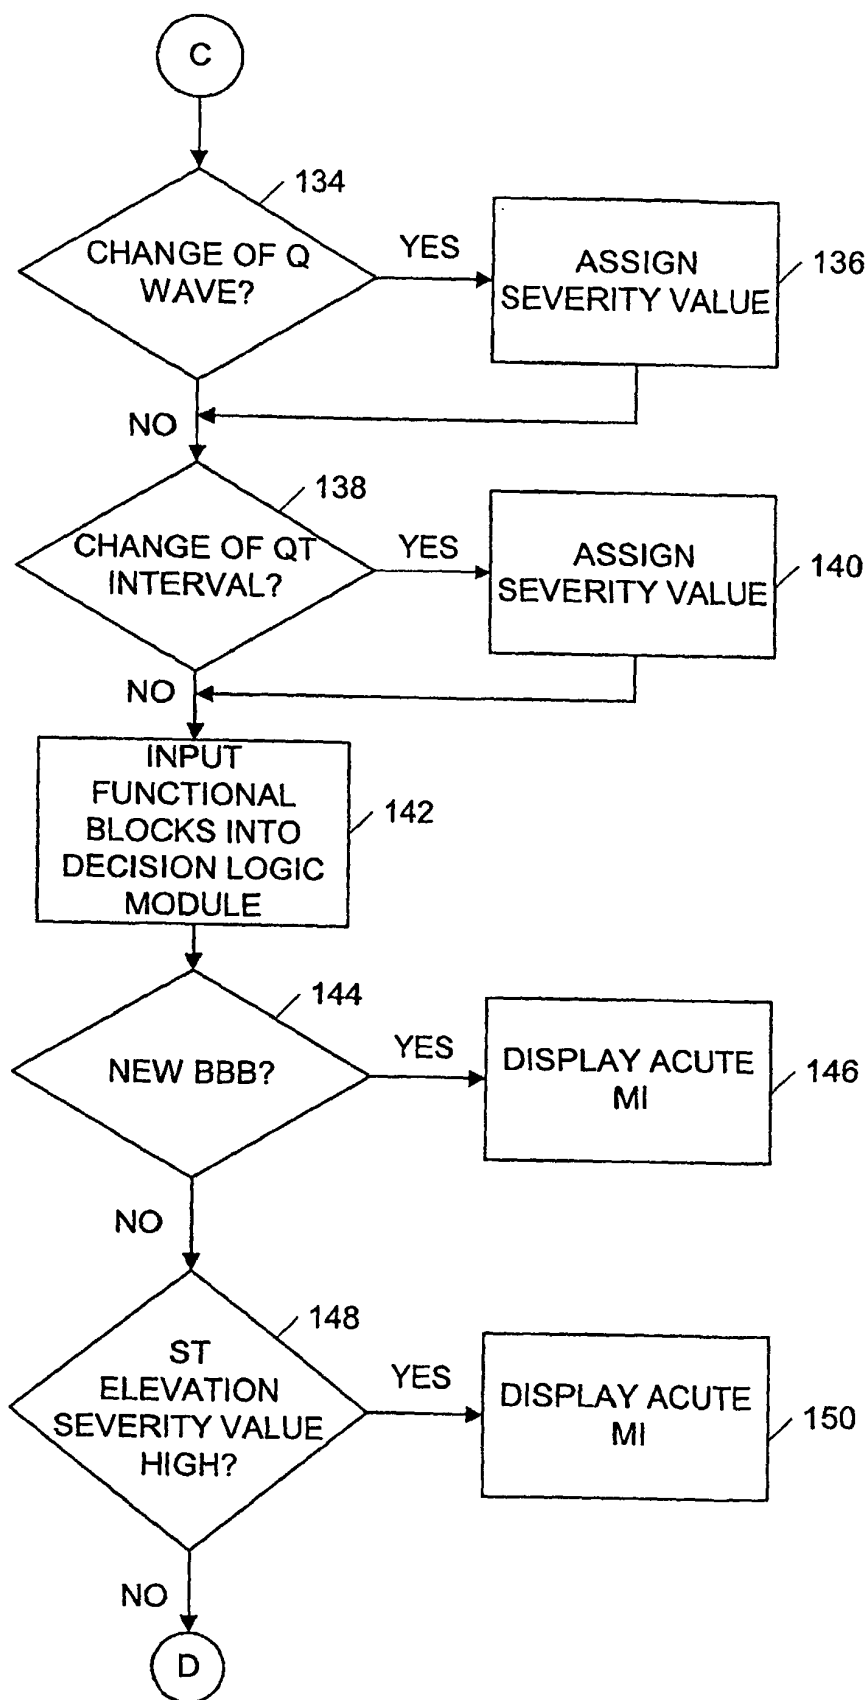 C
134
CHANGE OF Q
WAVE?
YES
ASSIGN
SEVERITY VALUE
136
NO
138
CHANGE OF QT
INTERVAL?
YES
ASSIGN
SEVERITY VALUE
140
NO
INPUT
FUNCTIONAL
BLOCKS INTO
DECISION LOGIC
MODULE
142
144
NEW BBB?
YES
DISPLAY ACUTE
MI
146
NO
148
ST
ELEVATION
SEVERITY VALUE
HIGH?
YES
DISPLAY ACUTE
MI
150
NO
D